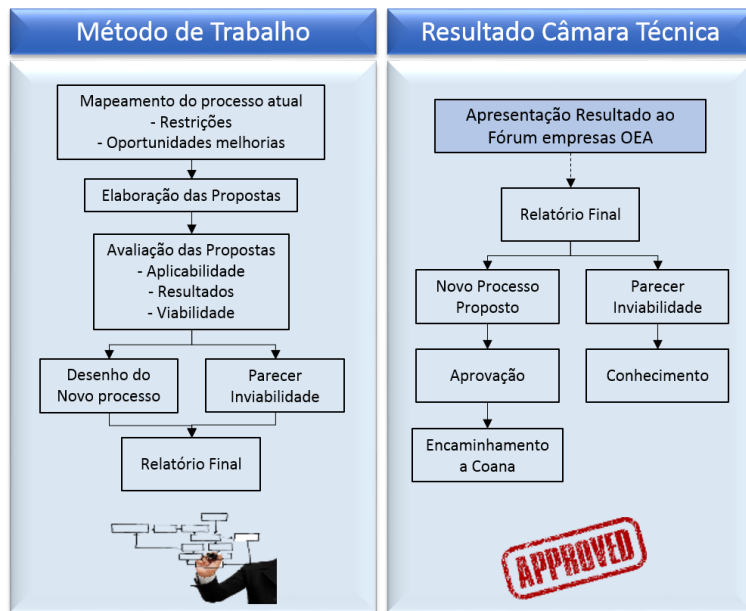 Método de Trabalho
Mapeamento do processo atual
- Restrições
- Oportunidades melhorias
Elaboração das Propostas
Avaliação das Propostas
- Aplicabilidade
- Resultados
- Viabilidade
Desenho do
Novo processo
Parecer
Inviabilidade
Relatório Final
Resultado Câmara Técnica
Apresentação Resultado ao
Fórum empresas OEA
Relatório Final
Novo Processo
Proposto
Parecer
Inviabilidade
Aprovação
Conhecimento
Encaminhamento
a Coana
APPROVED